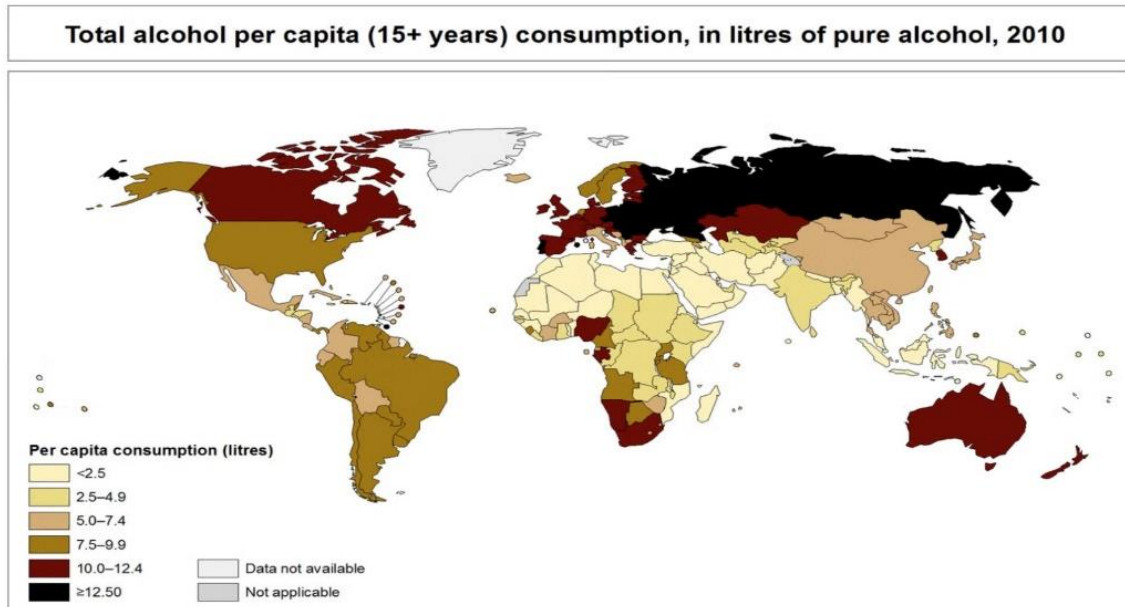 Total alcohol per capita (15+ years) consumption, in litres of pure alcohol, 2010
Per capita consumption (litres)
<2.5
2.5–4.9
5.0–7.4
7.5–9.9
10.0–12.4
≥12.50
Data not available
Not applicable